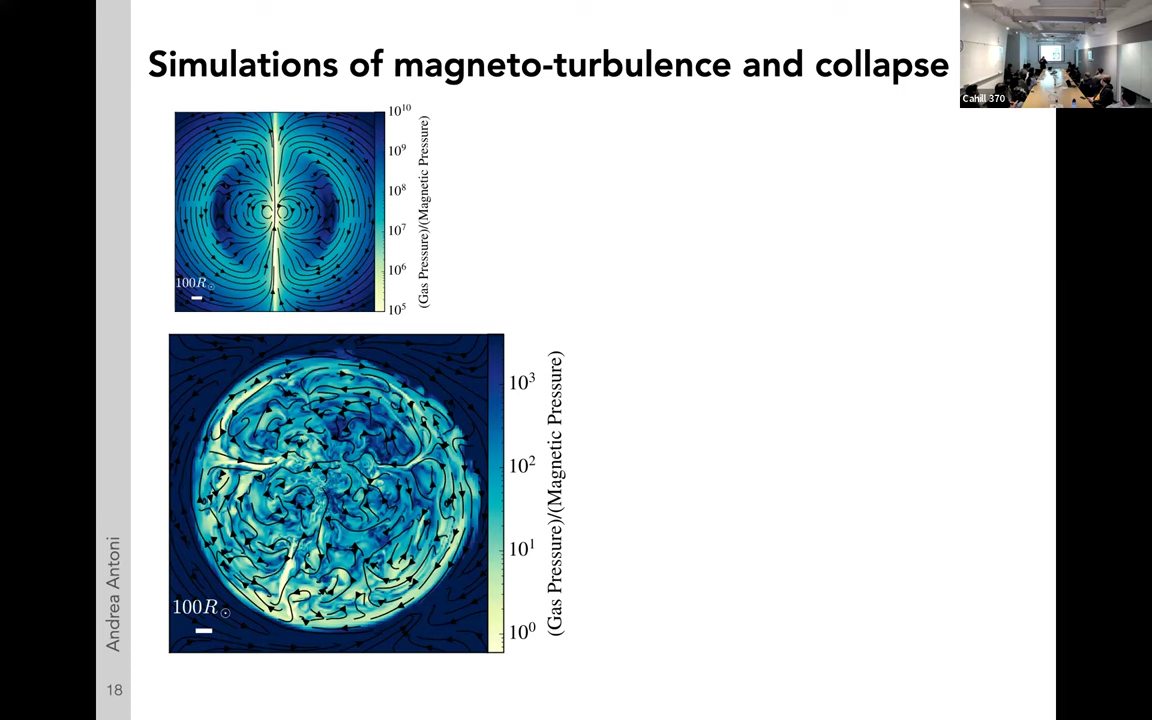 Simulations of magneto-turbulence and collapse
Cahill 370
10¹⁰
10⁹
10⁸
10⁷
10⁶
10⁵
(Gas Pressure)/(Magnetic Pressure)
100R☉
10³
10²
10¹
10⁰
(Gas Pressure)/(Magnetic Pressure)
100R☉
Andrea Antoni
18